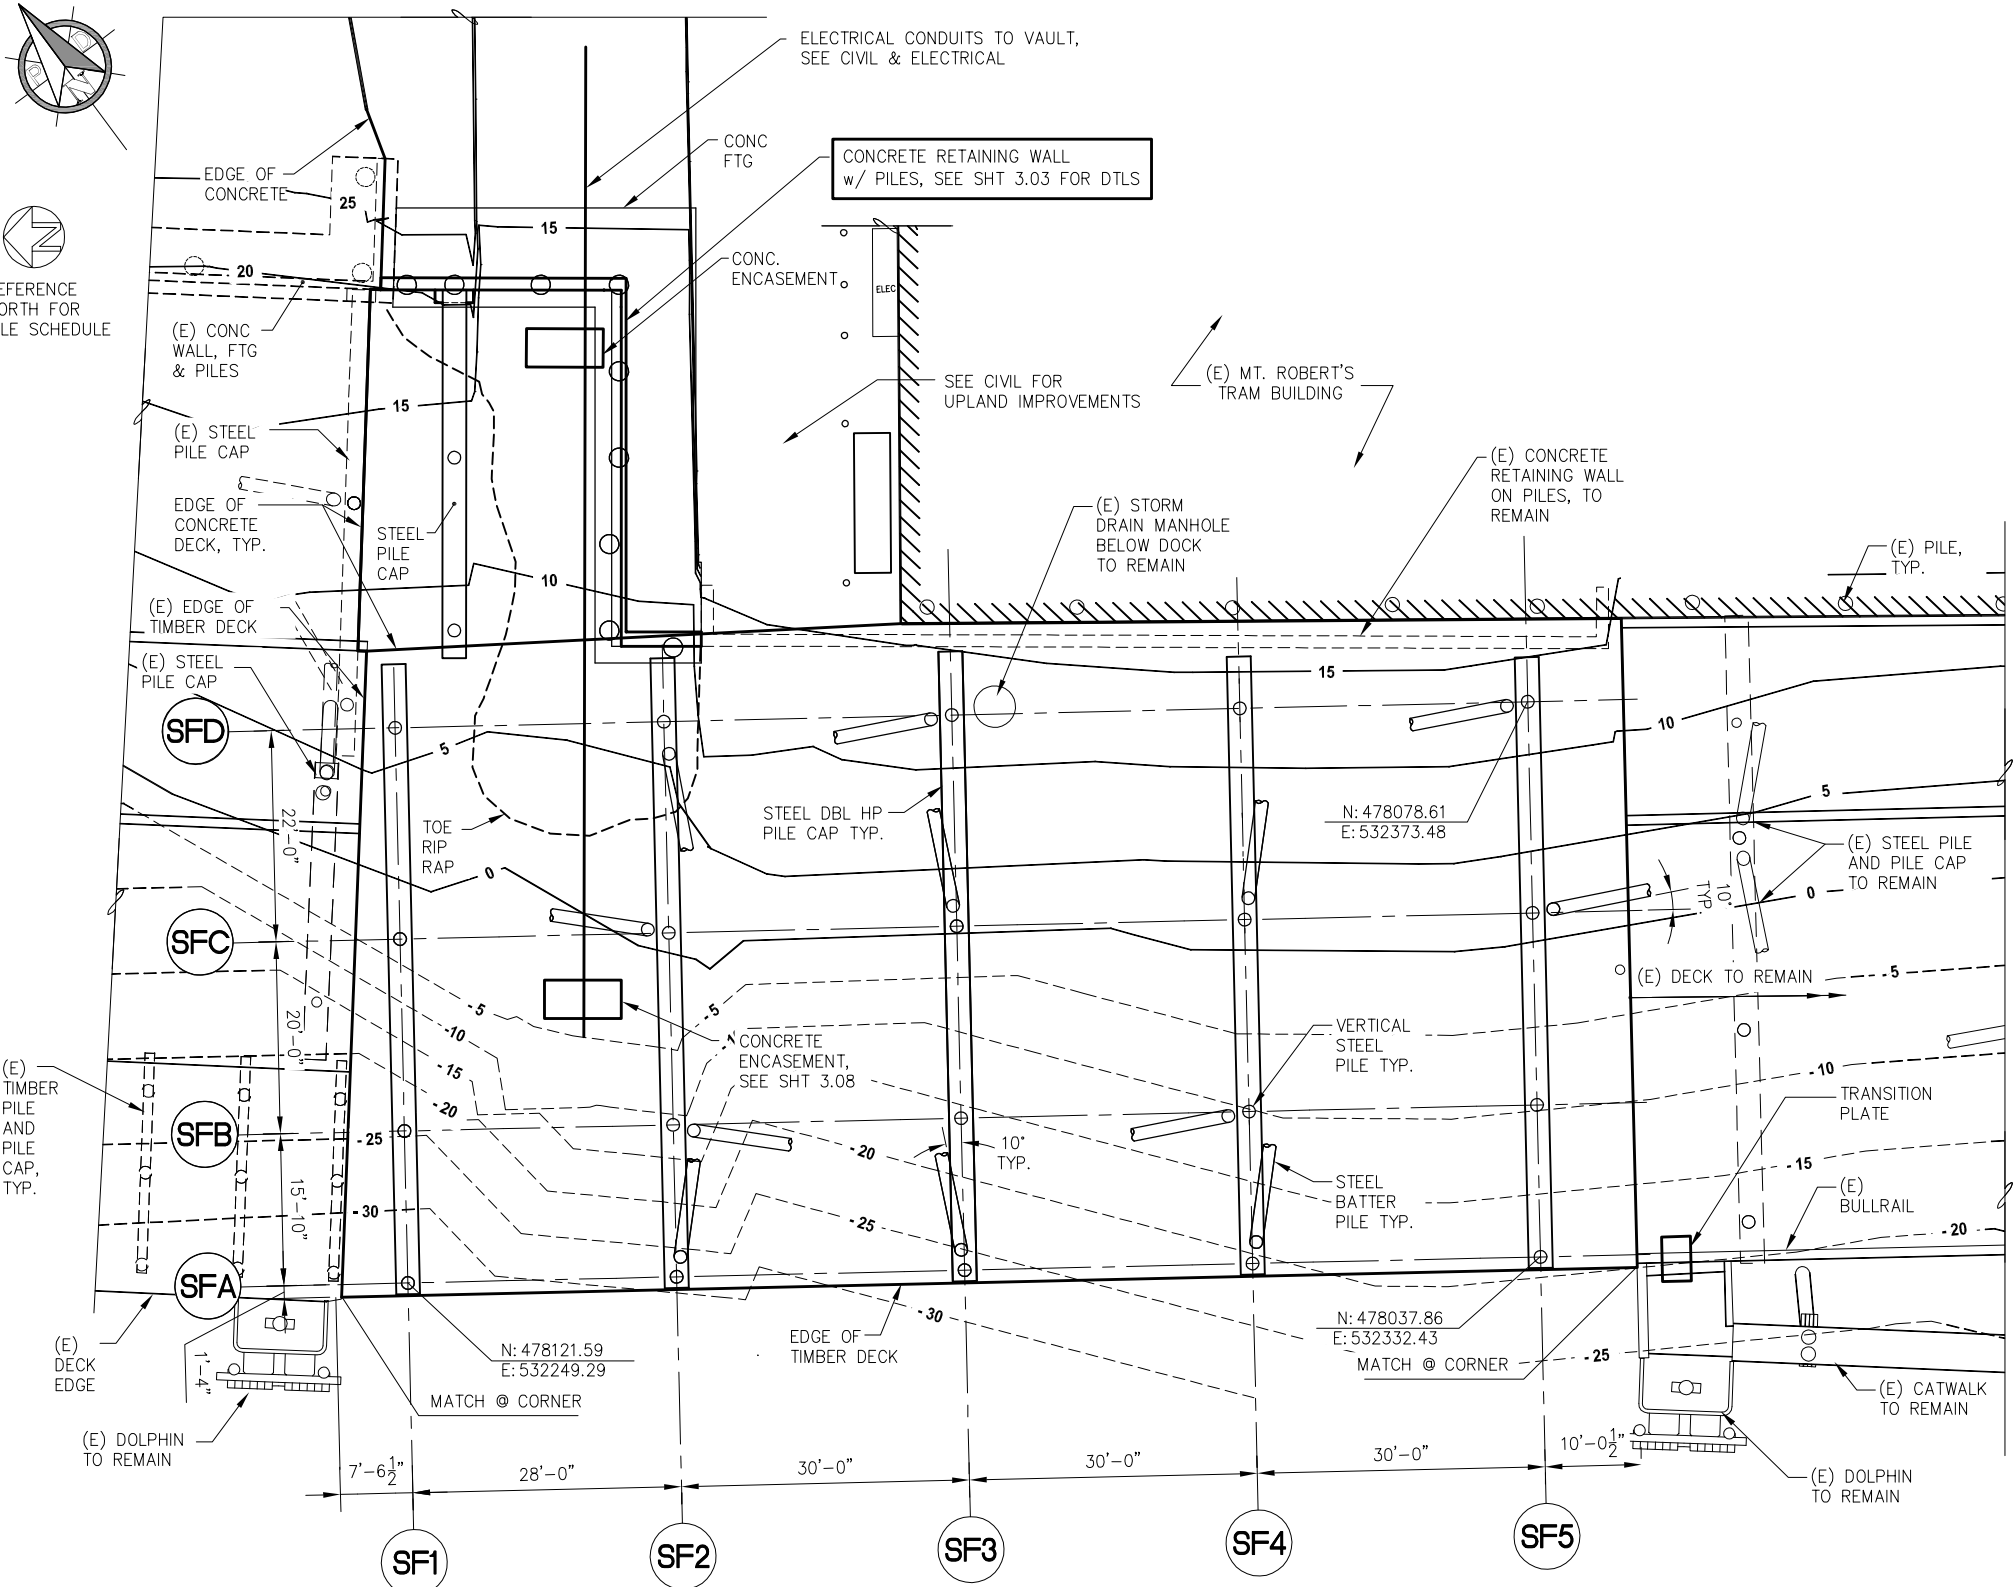 ELECTRICAL CONDUITS TO VAULT,
SEE CIVIL & ELECTRICAL
CONC
FTG
CONCRETE RETAINING WALL
w/ PILES, SEE SHT 3.03 FOR DTLS
EDGE OF
CONCRETE
25
15
N
EFERENCE
ORTH FOR
LE SCHEDULE
20
CONC.
ENCASEMENT
ELEC
(E) CONC
WALL, FTG
& PILES
SEE CIVIL FOR
UPLAND IMPROVEMENTS
(E) MT. ROBERT'S
TRAM BUILDING
15
(E) STEEL
PILE CAP
EDGE OF
CONCRETE
DECK, TYP.
STEEL
PILE
CAP
(E) STORM
DRAIN MANHOLE
BELOW DOCK
TO REMAIN
(E) CONCRETE
RETAINING WALL
ON PILES, TO
REMAIN
(E) PILE,
TYP.
10
(E) EDGE OF
TIMBER DECK
(E) STEEL
PILE CAP
15
SFD
5
10
22'-0"
TOE
RIP
RAP
STEEL DBL HP
PILE CAP TYP.
N: 478078.61
E: 532373.48
5
(E) STEEL PILE
AND PILE CAP
TO REMAIN
0
10°
TYP
0
SFC
(E) DECK TO REMAIN
-5
20'-0"
-5
-10
-15
-20
-5
CONCRETE
ENCASEMENT,
SEE SHT 3.08
VERTICAL
STEEL
PILE TYP.
-10
TRANSITION
PLATE
(E)
TIMBER
PILE
AND
PILE
CAP,
TYP.
SFB
-25
-20
10°
TYP.
-15
15'-10"
STEEL
BATTER
PILE TYP.
(E)
BULLRAIL
-30
-25
-20
SFA
-30
(E)
DECK
EDGE
1'-4"
N: 478121.59
E: 532249.29
MATCH @ CORNER
EDGE OF
TIMBER DECK
N: 478037.86
E: 532332.43
MATCH @ CORNER
-25
(E) CATWALK
TO REMAIN
(E) DOLPHIN
TO REMAIN
7'-6½"
28'-0"
30'-0"
30'-0"
30'-0"
10'-0½"
(E) DOLPHIN
TO REMAIN
SF1
SF2
SF3
SF4
SF5